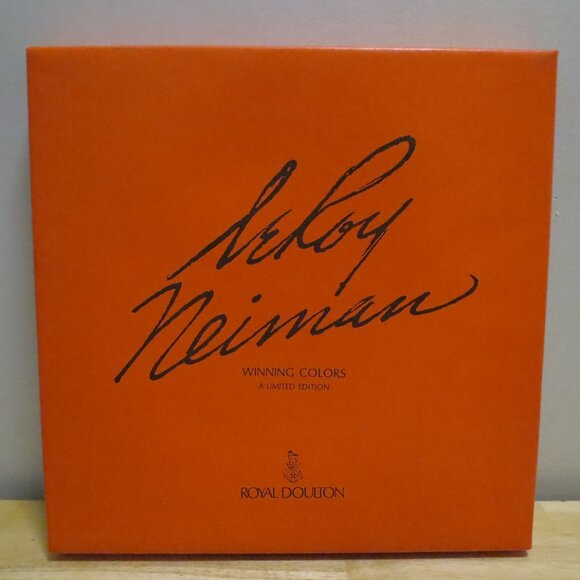 LeRoy
Neiman
WINNING COLORS
A LIMITED EDITION
ROYAL DOULTON